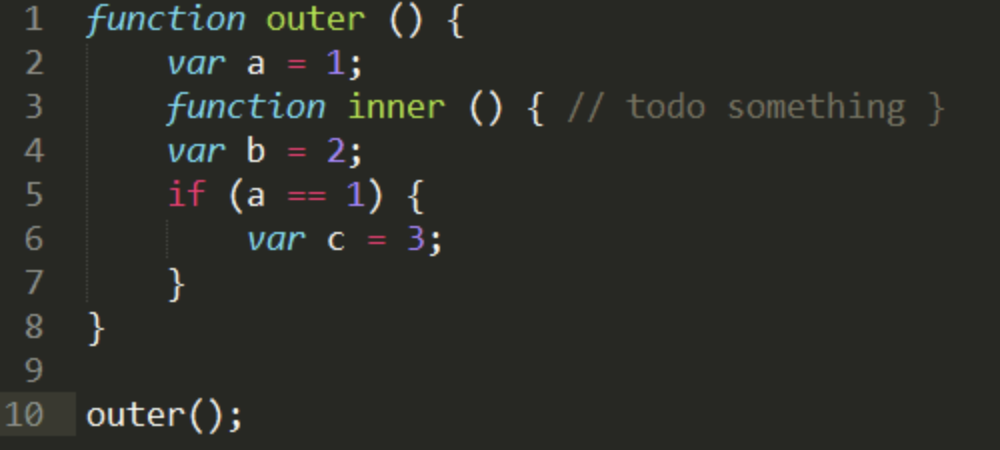 1 function outer () {
2     var a = 1;
3     function inner () { // todo something }
4     var b = 2;
5     if (a == 1) {
6         var c = 3;
7     }
8 }
9
10 outer();